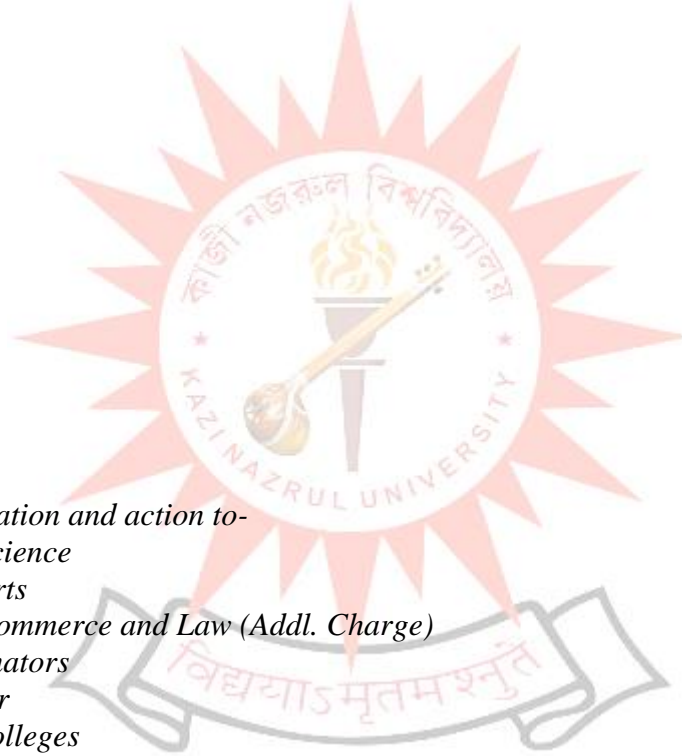 কাজী নজরুল বিশ্ববিদ্যালয়
KAZI NAZRUL UNIVERSITY
ation and action to-
cience
rts
ommerce and Law (Addl. Charge)
nators
r
olleges
विद्ययाऽमृतमश्नुते